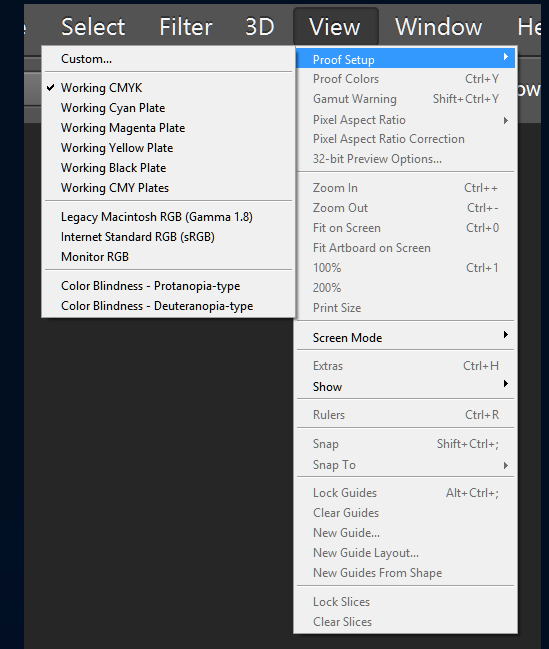 Select Filter 3D View Window He
Custom...
Working CMYK
Working Cyan Plate
Working Magenta Plate
Working Yellow Plate
Working Black Plate
Working CMY Plates
Legacy Macintosh RGB (Gamma 1.8)
Internet Standard RGB (sRGB)
Monitor RGB
Color Blindness - Protanopia-type
Color Blindness - Deuteranopia-type
Proof Setup
Proof Colors Ctrl+Y
Gamut Warning Shift+Ctrl+Y
Pixel Aspect Ratio
Pixel Aspect Ratio Correction
32-bit Preview Options...
Zoom In Ctrl++
Zoom Out Ctrl+-
Fit on Screen Ctrl+0
Fit Artboard on Screen
100% Ctrl+1
200%
Print Size
Screen Mode
Extras Ctrl+H
Show
Rulers Ctrl+R
Snap Shift+Ctrl+;
Snap To
Lock Guides Alt+Ctrl+;
Clear Guides
New Guide...
New Guide Layout...
New Guides From Shape
Lock Slices
Clear Slices